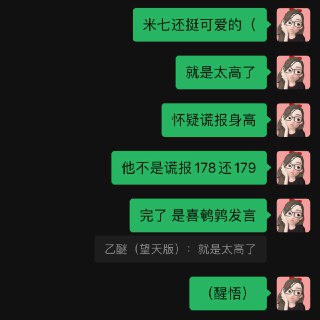 米七还挺可爱的（
就是太高了
怀疑谎报身高
他不是谎报178还179
完了 是喜鹌鹑发言
乙醚（望天版）：就是太高了
（醒悟）